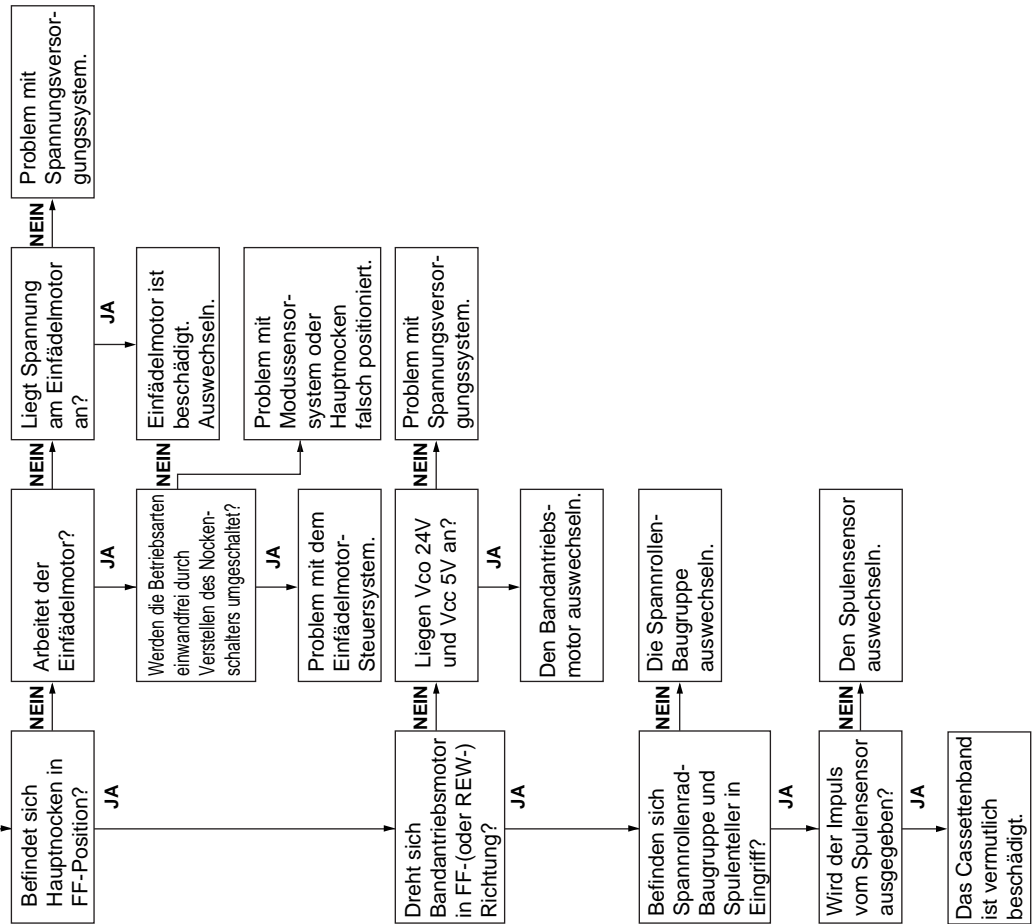 Befindet sich
Hauptnocken in
FF-Position?
NEIN
JA
Arbeitet der
Einfädelmotor?
NEIN
JA
Liegt Spannung
am Einfädelmotor
an?
NEIN
JA
Problem mit
Spannungsversor-
gungssystem.
Werden die Betriebsarten
einwandfrei durch
Verstellen des Nocken-
schalters umgeschaltet?
NEIN
JA
Einfädelmotor ist
beschädigt.
Auswechseln.
Problem mit dem
Einfädelmotor-
Steuersystem.
Problem mit
Modussensor-
system oder
Hauptnocken
falsch positioniert.
Dreht sich
Bandantriebsmotor
in FF-(oder REW-)
Richtung?
NEIN
JA
Liegen Vco 24V
und Vcc 5V an?
NEIN
JA
Problem mit
Spannungsversor-
gungssystem.
Den Bandantriebs-
motor auswechseln.
Befinden sich
Spannrollenrad-
Baugruppe und
Spulenteller in
Eingriff?
NEIN
JA
Die Spannrollen-
Baugruppe
auswechseln.
Wird der Impuls
vom Spulensensor
ausgegeben?
NEIN
JA
Den Spulensensor
auswechseln.
Das Cassettenband
ist vermutlich
beschädigt.